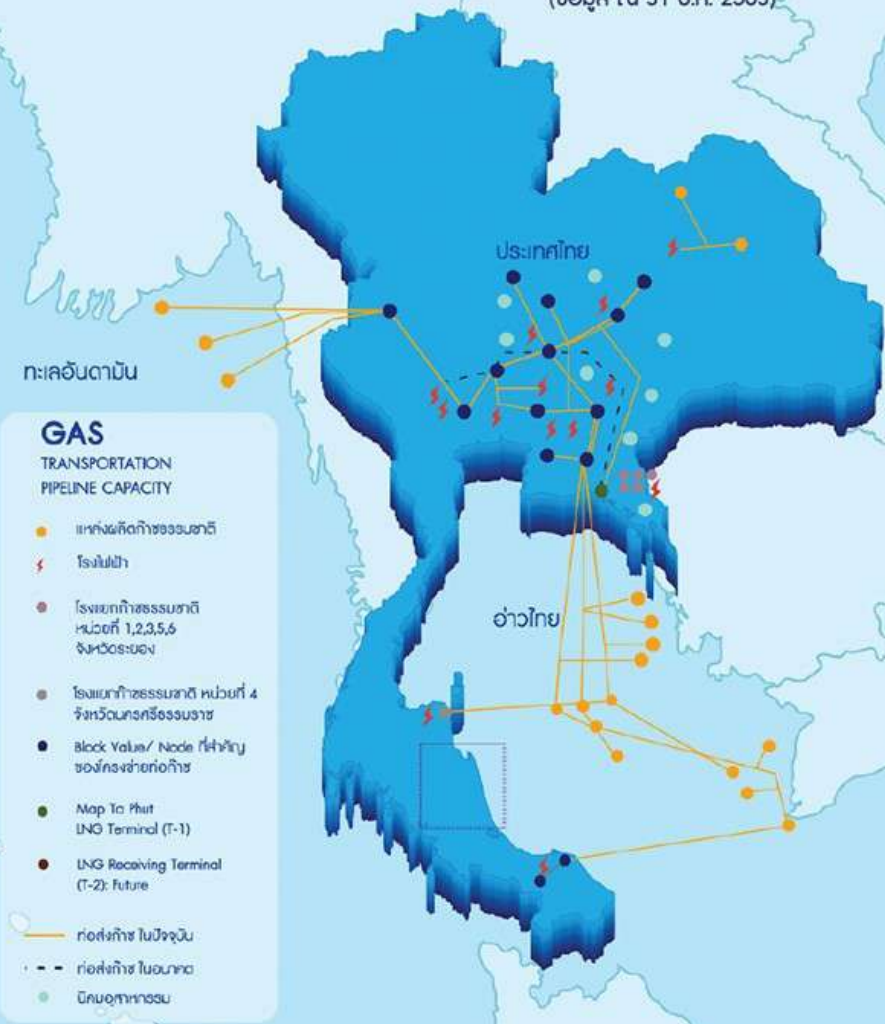 (ข้อมูล ณ 31 ธ.ค. 2563)
ประเทศไทย
ทะเลอันดามัน
อ่าวไทย
GAS
TRANSPORTATION
PIPELINE CAPACITY
แหล่งผลิตก๊าซธรรมชาติ
โรงไฟฟ้า
โรงแยกก๊าซธรรมชาติ
หน่วยที่ 1,2,3,5,6
จังหวัดระยอง
โรงแยกก๊าซธรรมชาติ หน่วยที่ 4
จังหวัดนครศรีธรรมราช
Block Value/ Node ที่สำคัญ
ของโครงข่ายท่อก๊าซ
Map Ta Phut
LNG Terminal (T-1)
LNG Receiving Terminal
(T-2): Future
ท่อส่งก๊าซ ในปัจจุบัน
ท่อส่งก๊าซ ในอนาคต
นิคมอุตสาหกรรม